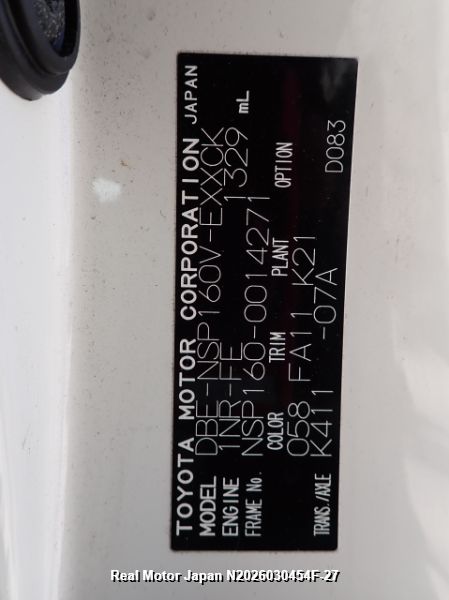 TOYOTA MOTOR CORPORATION JAPAN
MODEL DBE-NSP160V-EXXCK
ENGINE 1NR-FE 1329 mL
FRAME No. NSP160-0014271
COLOR TRIM PLANT OPTION
058 FA11 K21
TRANS./AXLE K411 -07A D083
Real Motor Japan N2026030454F-27